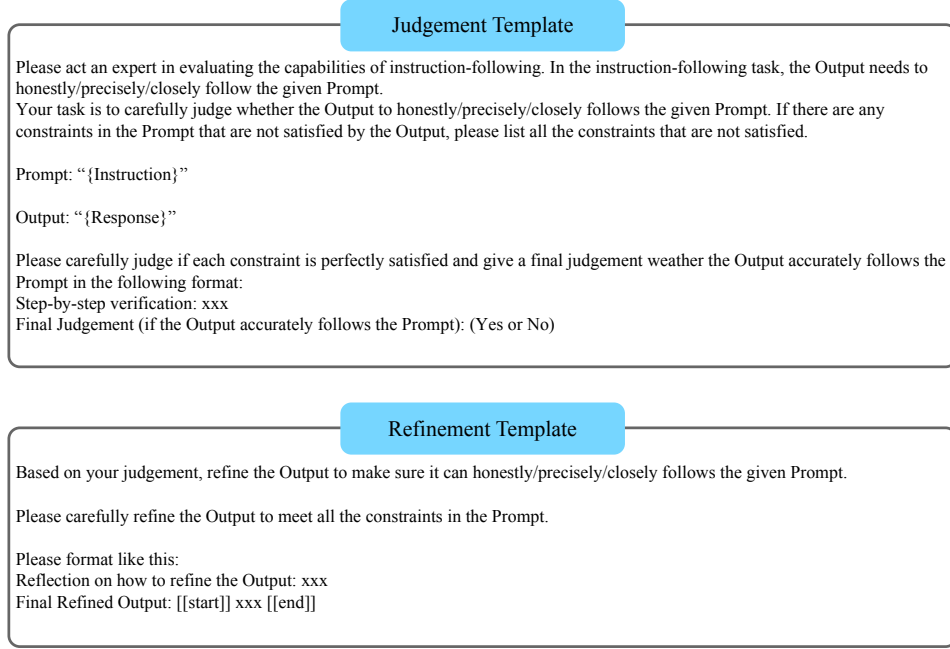 Judgement Template
Please act an expert in evaluating the capabilities of instruction-following. In the instruction-following task, the Output needs to
honestly/precisely/closely follow the given Prompt.
Your task is to carefully judge whether the Output to honestly/precisely/closely follows the given Prompt. If there are any
constraints in the Prompt that are not satisfied by the Output, please list all the constraints that are not satisfied.
Prompt: “{Instruction}”
Output: “{Response}”
Please carefully judge if each constraint is perfectly satisfied and give a final judgement weather the Output accurately follows the
Prompt in the following format:
Step-by-step verification: xxx
Final Judgement (if the Output accurately follows the Prompt): (Yes or No)
Refinement Template
Based on your judgement, refine the Output to make sure it can honestly/precisely/closely follows the given Prompt.
Please carefully refine the Output to meet all the constraints in the Prompt.
Please format like this:
Reflection on how to refine the Output: xxx
Final Refined Output: [[start]] xxx [[end]]